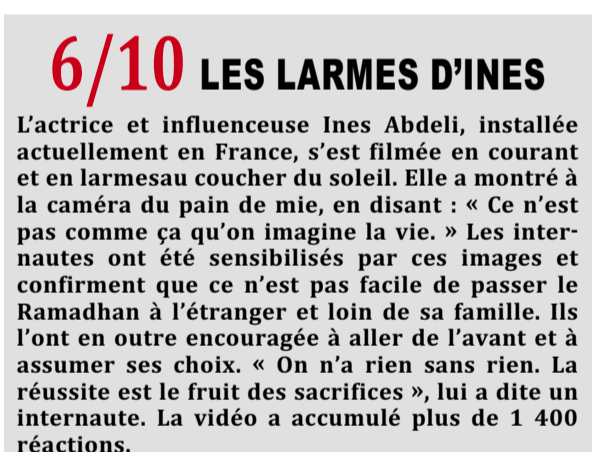 6/10 LES LARMES D’INES
L’actrice et influenceuse Ines Abdeli, installée
actuellement en France, s’est filmée en courant
et en larmesau coucher du soleil. Elle a montré à
la caméra du pain de mie, en disant : « Ce n’est
pas comme ça qu’on imagine la vie. » Les inter-
nautes ont été sensibilisés par ces images et
confirment que ce n’est pas facile de passer le
Ramadhan à l’étranger et loin de sa famille. Ils
l’ont en outre encouragée à aller de l’avant et à
assumer ses choix. « On n’a rien sans rien. La
réussite est le fruit des sacrifices », lui a dite un
internaute. La vidéo a accumulé plus de 1 400
réactions.